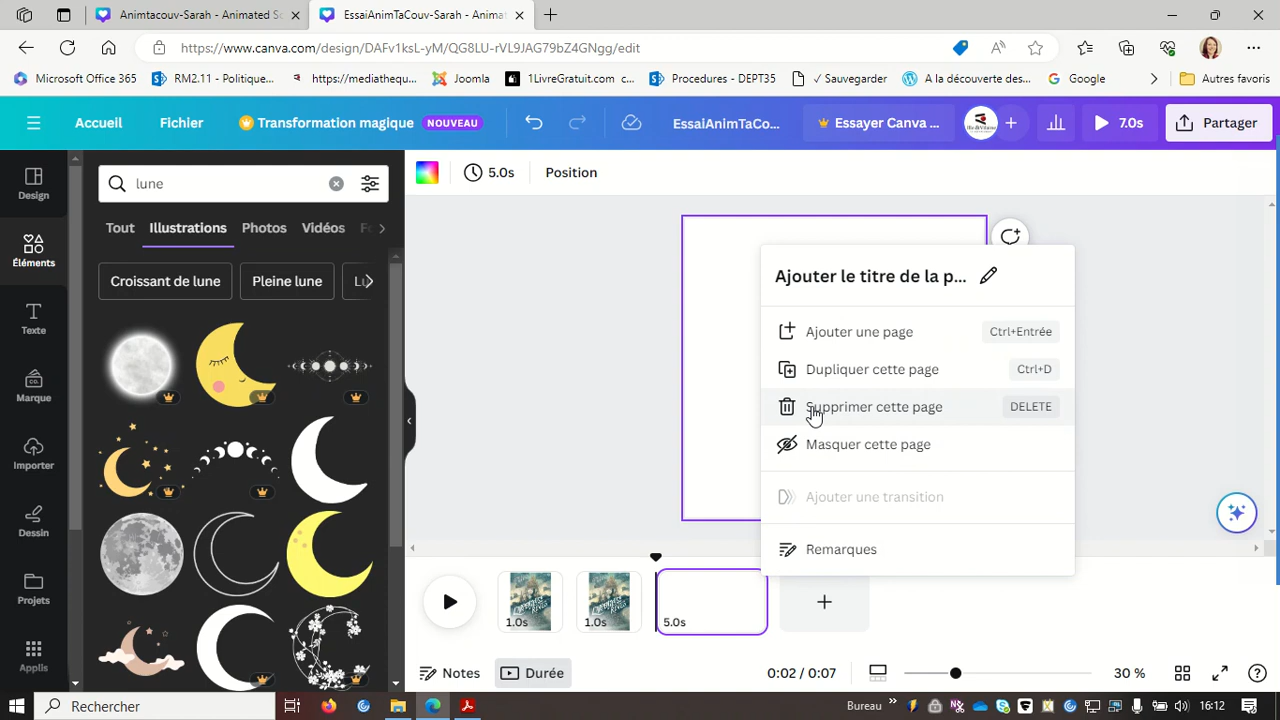 Animtacouv-Sarah - Animated So
EssaiAnimTaCouv-Sarah - Animat
https://www.canva.com/design/DAFv1ksL-yM/QG8LU-rVL9JAG79bZ4GNgg/edit
Microsoft Office 365
RM2.11 - Politique...
https://mediathequ...
Joomla
1LivreGratuit.com c...
Procedures - DEPT35
✓ Sauvegarder
A la découverte des...
Google
Autres favoris
Accueil
Fichier
Transformation magique
NOUVEAU
EssaiAnimTaCo...
Essayer Canva ...
7.0s
Partager
Design
Éléments
Texte
Marque
Importer
Dessin
Projets
Applis
lune
Tout
Illustrations
Photos
Vidéos
Croissant de lune
Pleine lune
5.0s
Position
Ajouter le titre de la p...
Ajouter une page
Ctrl+Entrée
Dupliquer cette page
Ctrl+D
Supprimer cette page
DELETE
Masquer cette page
Ajouter une transition
Remarques
1.0s
1.0s
5.0s
Notes
Durée
0:02 / 0:07
30 %
Rechercher
Bureau
16:12